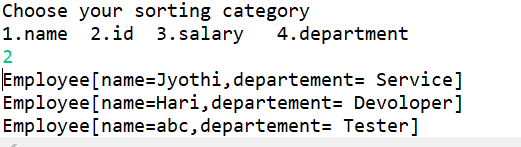 Choose your sorting category
1.name  2.id  3.salary   4.department
2
Employee[name=Jyothi,departement= Service]
Employee[name=Hari,departement= Devoloper]
Employee[name=abc,departement= Tester]